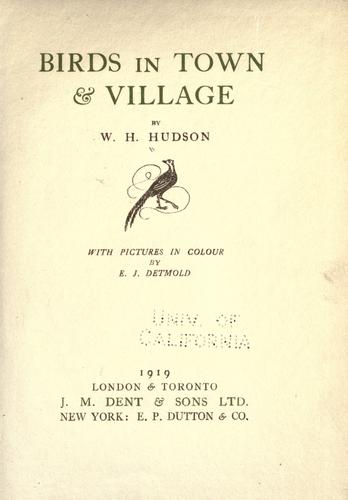 BIRDS IN TOWN
& VILLAGE
BY
W. H. HUDSON
WITH PICTURES IN COLOUR
BY
E. J. DETMOLD
UNIV. OF
CALIFORNIA
1919
LONDON & TORONTO
J. M. DENT & SONS LTD.
NEW YORK: E. P. DUTTON & CO.